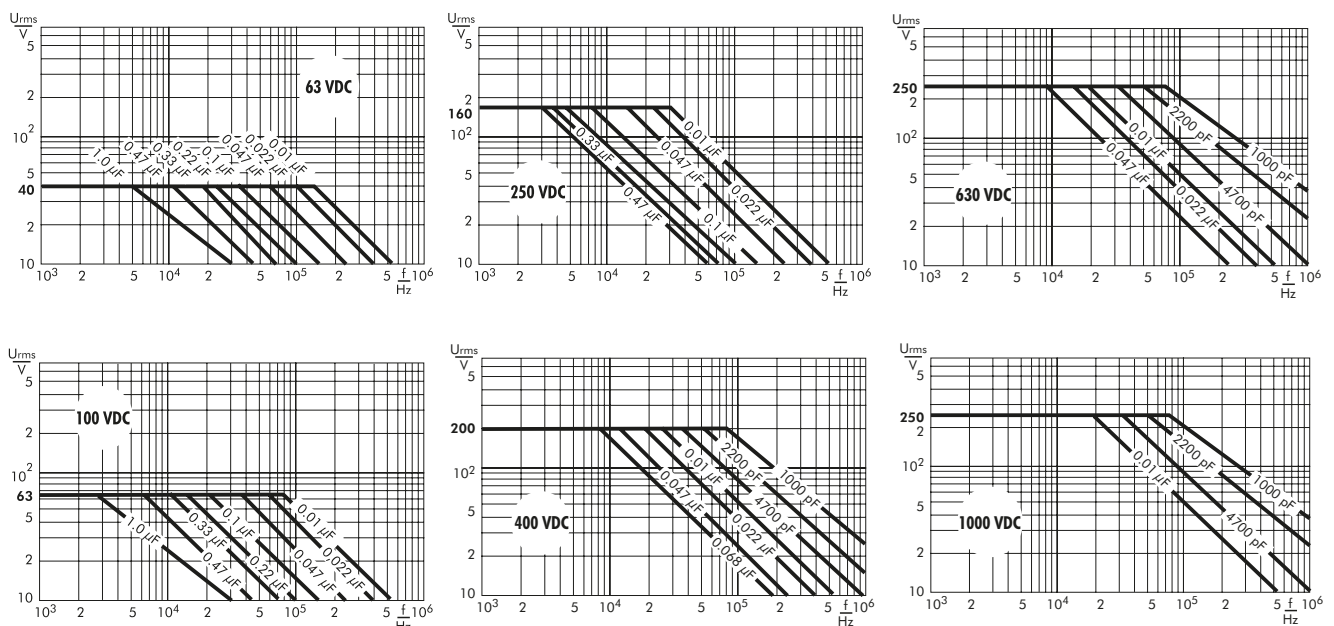 Urms
V
5
2
10²
5
40
2
10
63 VDC
1.0 µF
0.47 µF
0.33 µF
0.22 µF
0.1 µF
0.047 µF
0.022 µF
0.01 µF
10³ 2 5 10⁴ 2 5 10⁵ 2 f/Hz 10⁶
Urms
V
5
2
160
10²
5
2
10
250 VDC
0.01 µF
0.33 µF
0.047 µF
0.022 µF
0.47 µF
0.1 µF
10³ 2 5 10⁴ 2 5 10⁵ 2 f/Hz 10⁶
Urms
V
5
250
2
10²
5
2
10
630 VDC
2200 pF
1000 pF
0.01 µF
0.047 µF
4700 pF
0.022 µF
10³ 2 5 10⁴ 2 5 10⁵ 2 f/Hz 10⁶
Urms
V
5
2
10²
63
5
2
10
100 VDC
1.0 µF
0.33 µF
0.1 µF
0.01 µF
0.47 µF
0.22 µF
0.047 µF
0.022 µF
10³ 2 5 10⁴ 2 5 10⁵ 2 f/Hz 10⁶
Urms
V
5
200
10²
5
2
10
400 VDC
2200 pF
1000 pF
0.01 µF
0.047 µF
4700 pF
0.022 µF
0.068 µF
10³ 2 5 10⁴ 2 5 10⁵ 2 f/Hz 10⁶
Urms
V
5
250
2
10²
5
2
10
1000 VDC
2200 pF
1000 pF
0.01 µF
4700 pF
10³ 2 5 10⁴ 2 5 10⁵ 2 f/Hz 10⁶